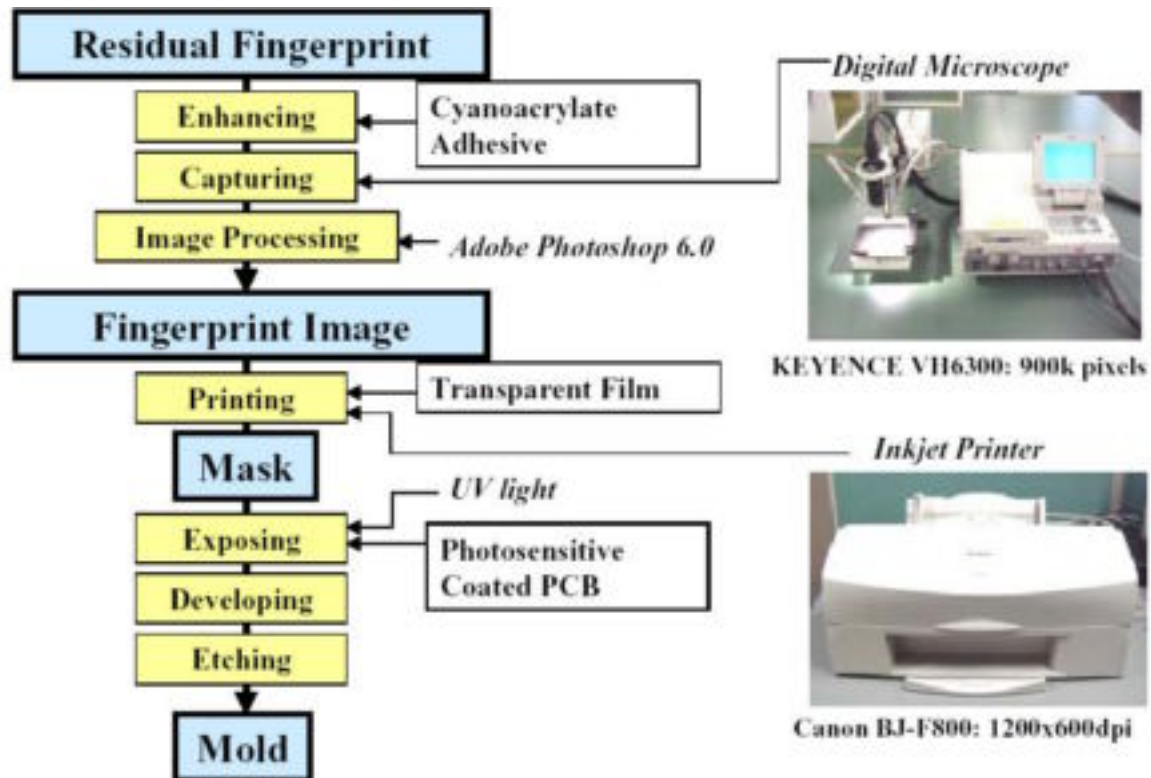 Residual Fingerprint
Digital Microscope
Enhancing
Cyanoacrylate
Adhesive
Capturing
Image Processing
Adobe Photoshop 6.0
Fingerprint Image
KEYENCE VH6300: 900k pixels
Printing
Transparent Film
Inkjet Printer
Mask
UV light
Exposing
Photosensitive
Coated PCB
Developing
Etching
Canon BJ-F800: 1200x600dpi
Mold